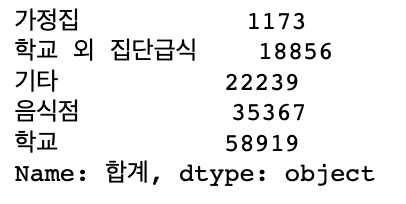 가정집 1173
학교 외 집단급식 18856
기타 22239
음식점 35367
학교 58919
Name: 합계, dtype: object